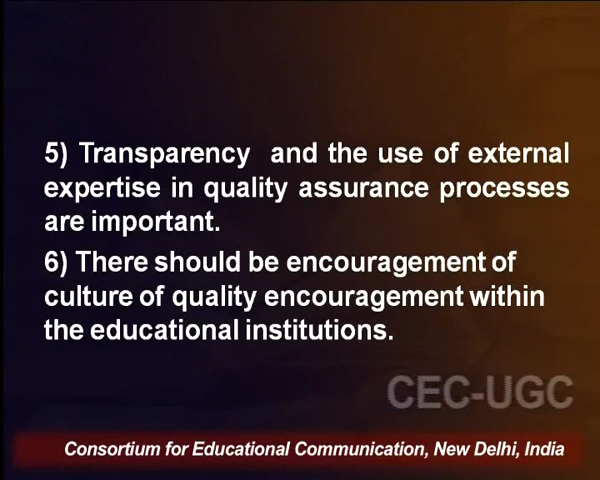 5) Transparency and the use of external
expertise in quality assurance processes
are important.
6) There should be encouragement of
culture of quality encouragement within
the educational institutions.
CEC-UGC
Consortium for Educational Communication, New Delhi, India